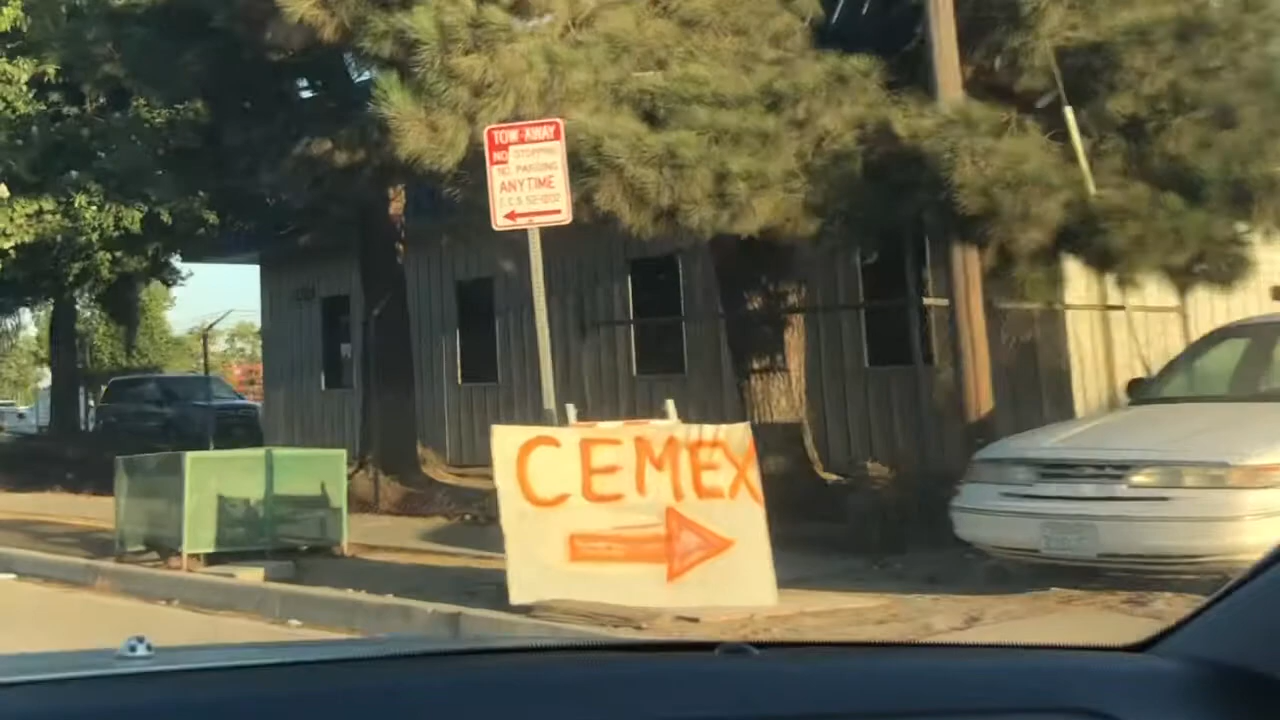 TOW-AWAY
NO STOPPING
NO PARKING
ANYTIME
CEMEX